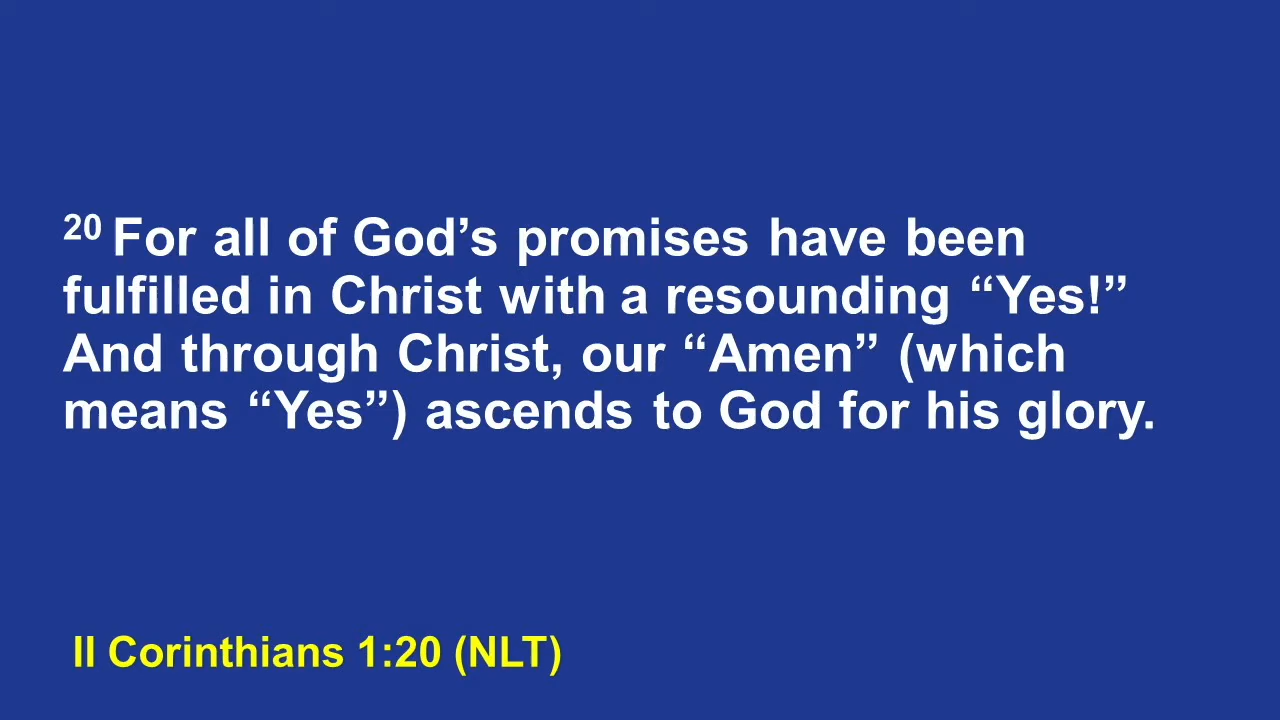 20 For all of God’s promises have been
fulfilled in Christ with a resounding “Yes!”
And through Christ, our “Amen” (which
means “Yes”) ascends to God for his glory.
II Corinthians 1:20 (NLT)